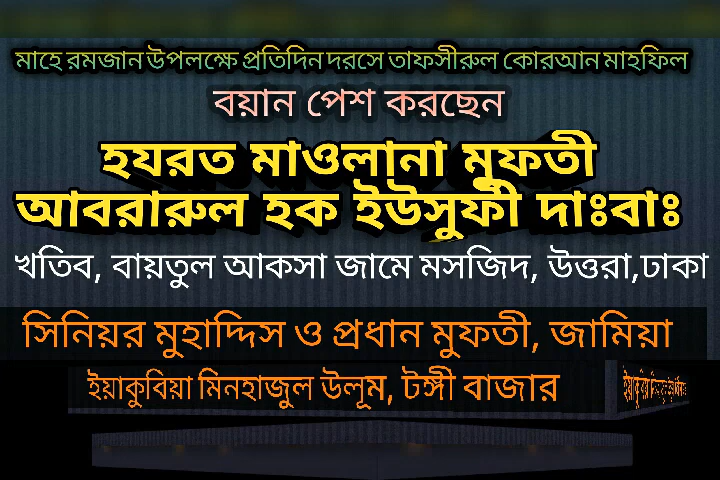 মাহে রমজান উপলক্ষে প্রতিদিন দরসে তাফসীরুল কোরআন মাহফিল
বয়ান পেশ করছেন
হযরত মাওলানা মুফতী
আবরারুল হক ইউসুফী দাঃবাঃ
খতিব, বায়তুল আকসা জামে মসজিদ, উত্তরা,ঢাকা
সিনিয়র মুহাদ্দিস ও প্রধান মুফতী, জামিয়া
ইয়াকুবিয়া মিনহাজুল উলূম, টঙ্গী বাজার